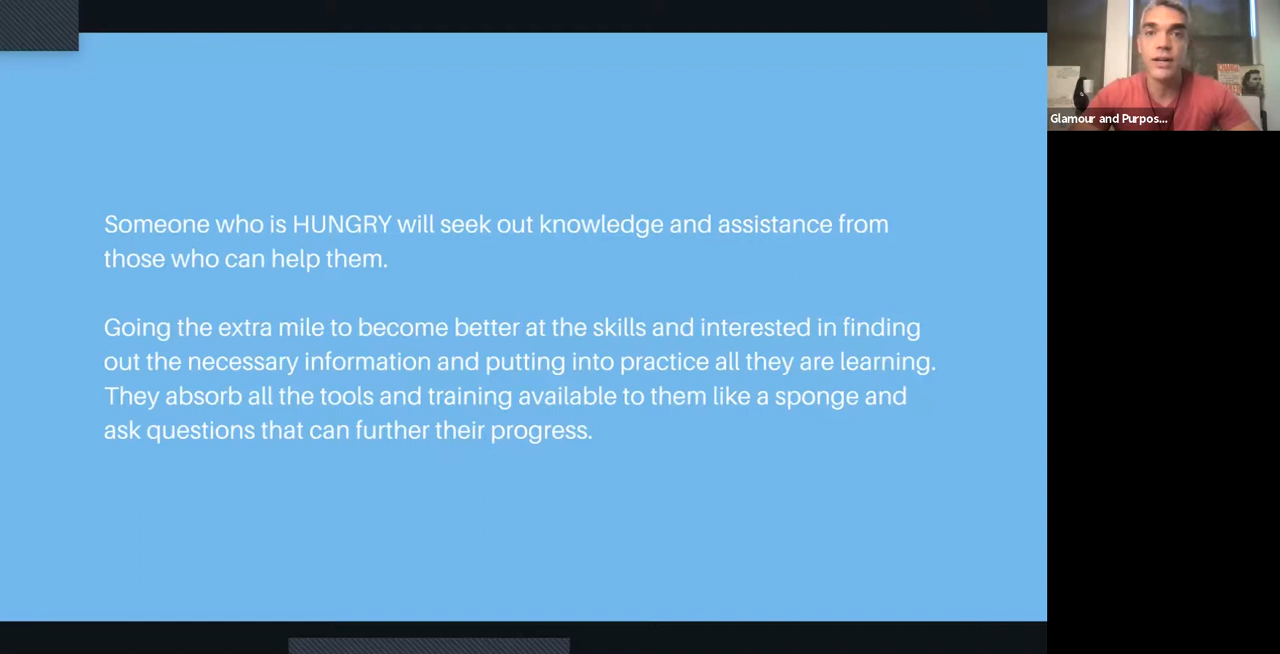 Someone who is HUNGRY will seek out knowledge and assistance from
those who can help them.
Going the extra mile to become better at the skills and interested in finding
out the necessary information and putting into practice all they are learning.
They absorb all the tools and training available to them like a sponge and
ask questions that can further their progress.
Glamour and Purpos...